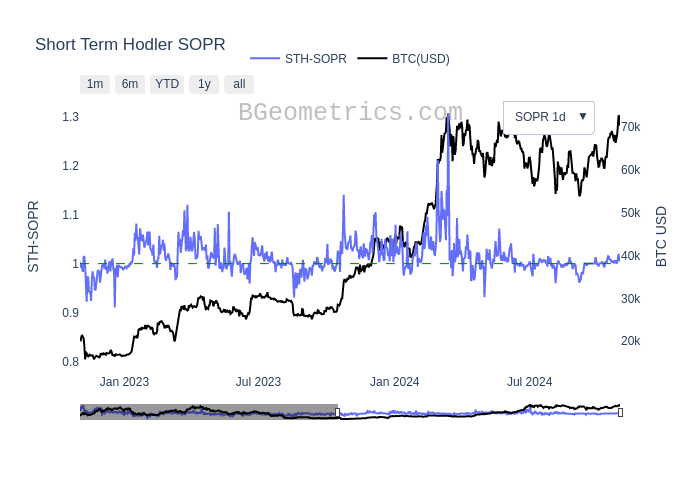 Short Term Hodler SOPR
STH-SOPR
BTC(USD)
1m 6m YTD 1y all
BGeometrics.com
SOPR 1d ▼
1.3
1.2
1.1
1
0.9
0.8
STH-SOPR
70k
60k
50k
40k
30k
20k
BTC USD
Jan 2023
Jul 2023
Jan 2024
Jul 2024